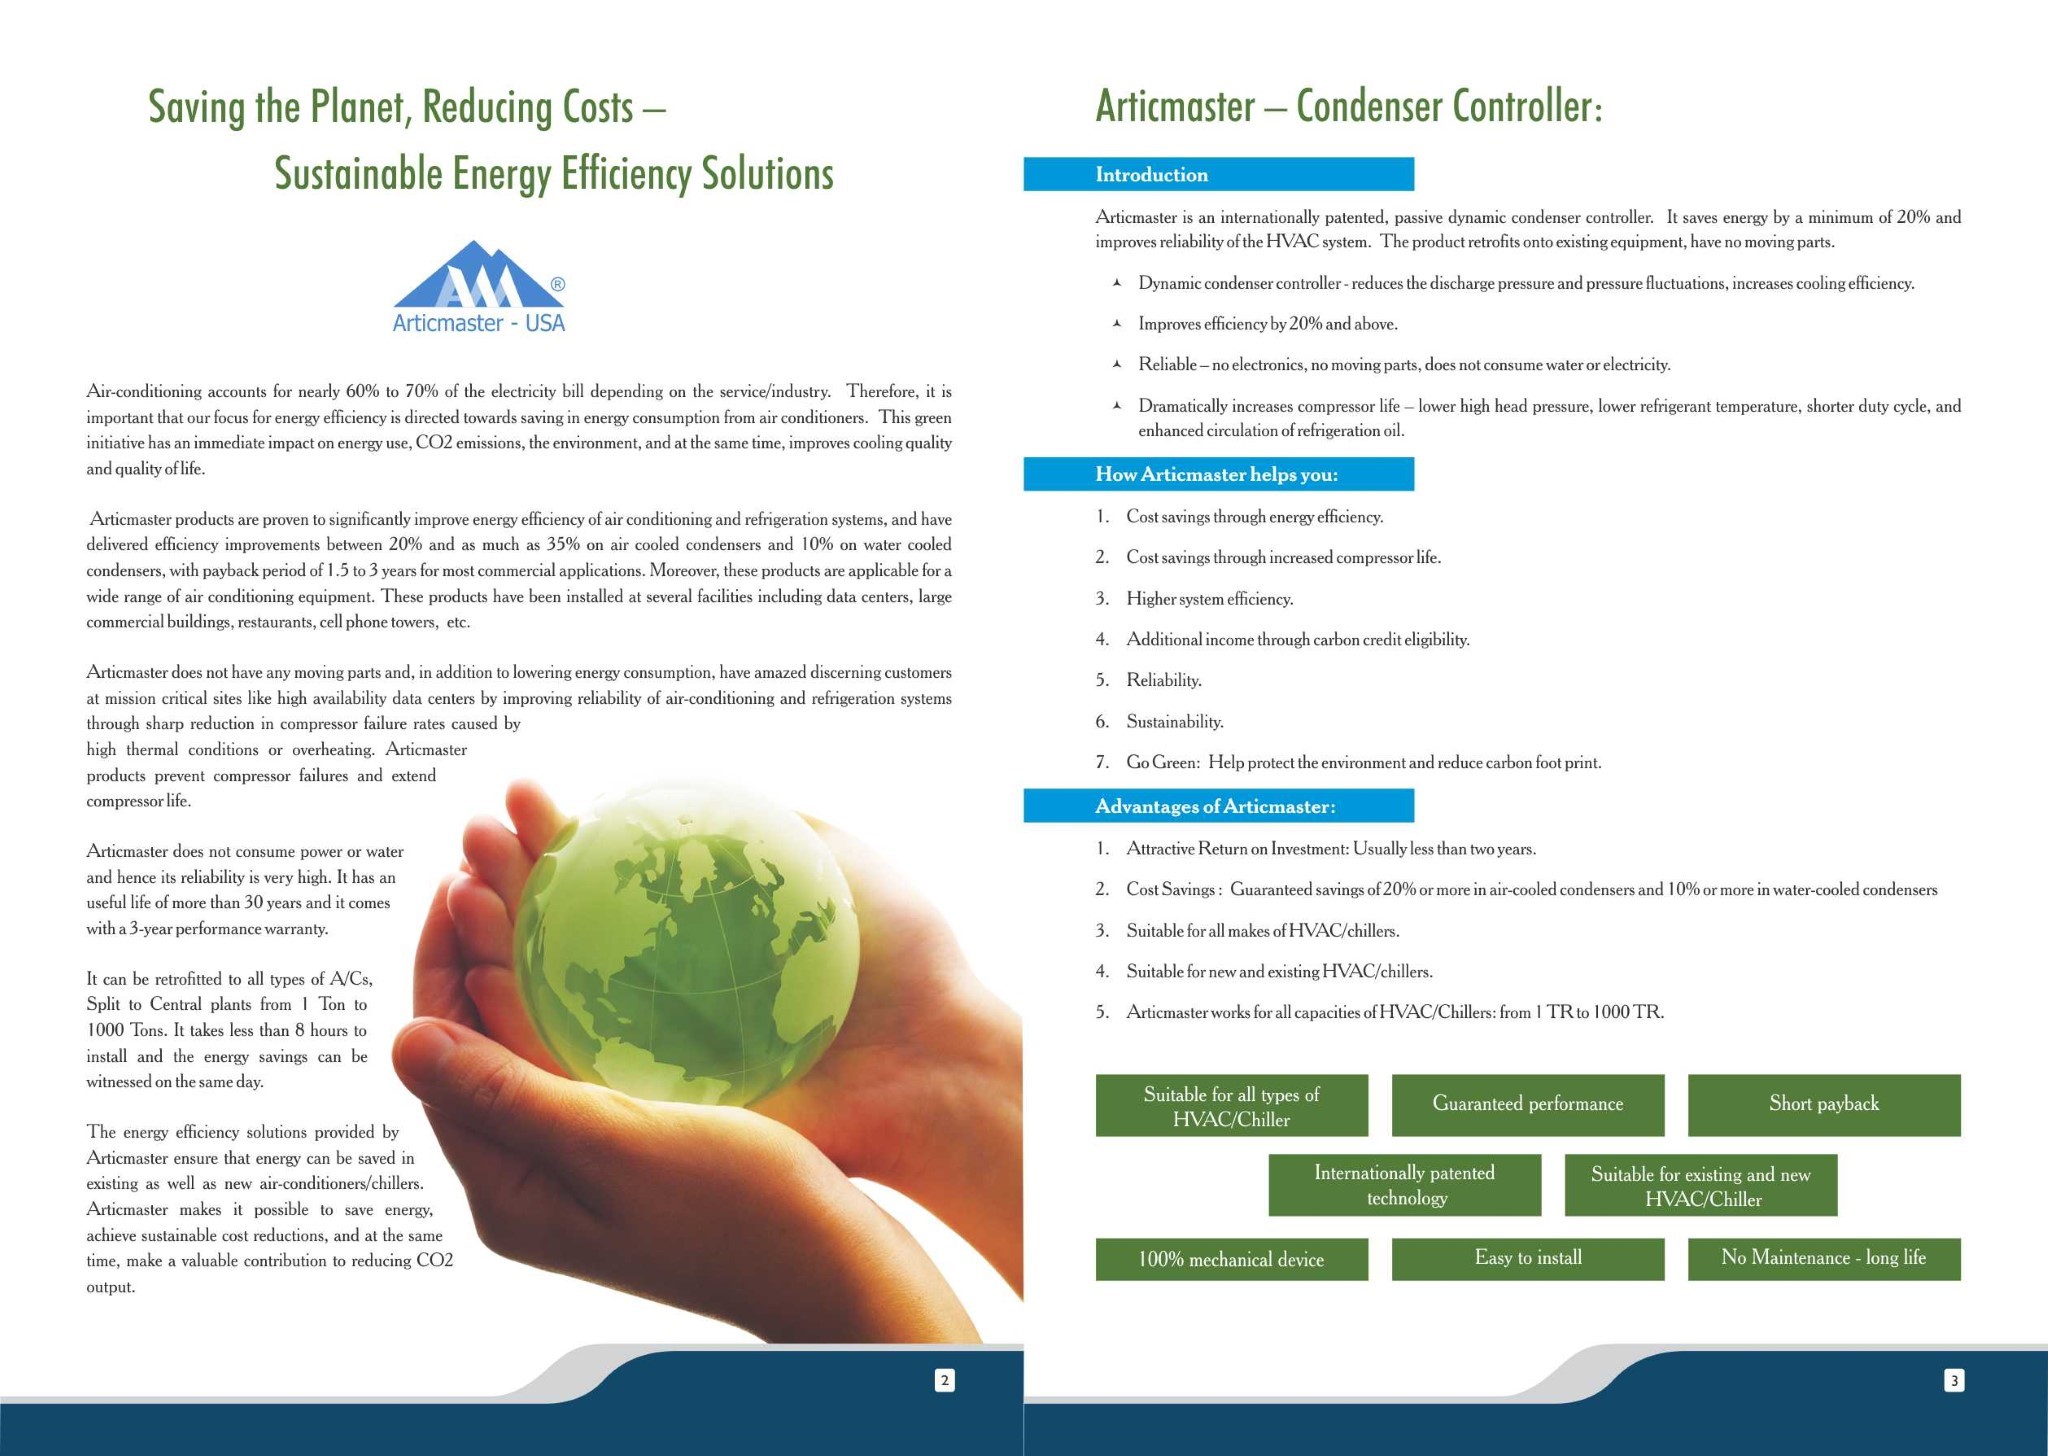 Saving the Planet, Reducing Costs –
Sustainable Energy Efficiency Solutions
AM
®
Articmaster - USA
Air-conditioning accounts for nearly 60% to 70% of the electricity bill depending on the service/industry. Therefore, it is
important that our focus for energy efficiency is directed towards saving in energy consumption from air conditioners. This green
initiative has an immediate impact on energy use, CO2 emissions, the environment, and at the same time, improves cooling quality
and quality of life.
Articmaster products are proven to significantly improve energy efficiency of air conditioning and refrigeration systems, and have
delivered efficiency improvements between 20% and as much as 35% on air cooled condensers and 10% on water cooled
condensers, with payback period of 1.5 to 3 years for most commercial applications. Moreover, these products are applicable for a
wide range of air conditioning equipment. These products have been installed at several facilities including data centers, large
commercial buildings, restaurants, cell phone towers, etc.
Articmaster does not have any moving parts and, in addition to lowering energy consumption, have amazed discerning customers
at mission critical sites like high availability data centers by improving reliability of air-conditioning and refrigeration systems
through sharp reduction in compressor failure rates caused by
high thermal conditions or overheating. Articmaster
products prevent compressor failures and extend
compressor life.
Articmaster does not consume power or water
and hence its reliability is very high. It has an
useful life of more than 30 years and it comes
with a 3-year performance warranty.
It can be retrofitted to all types of A/Cs,
Split to Central plants from 1 Ton to
1000 Tons. It takes less than 8 hours to
install and the energy savings can be
witnessed on the same day.
The energy efficiency solutions provided by
Articmaster ensure that energy can be saved in
existing as well as new air-conditioners/chillers.
Articmaster makes it possible to save energy,
achieve sustainable cost reductions, and at the same
time, make a valuable contribution to reducing CO2
output.
2
Articmaster – Condenser Controller:
Introduction
Articmaster is an internationally patented, passive dynamic condenser controller. It saves energy by a minimum of 20% and
improves reliability of the HVAC system. The product retrofits onto existing equipment, have no moving parts.
Dynamic condenser controller - reduces the discharge pressure and pressure fluctuations, increases cooling efficiency.
Improves efficiency by 20% and above.
Reliable – no electronics, no moving parts, does not consume water or electricity.
Dramatically increases compressor life – lower high head pressure, lower refrigerant temperature, shorter duty cycle, and
enhanced circulation of refrigeration oil.
How Articmaster helps you:
1. Cost savings through energy efficiency.
2. Cost savings through increased compressor life.
3. Higher system efficiency.
4. Additional income through carbon credit eligibility.
5. Reliability.
6. Sustainability.
7. Go Green: Help protect the environment and reduce carbon foot print.
Advantages of Articmaster:
1. Attractive Return on Investment: Usually less than two years.
2. Cost Savings : Guaranteed savings of 20% or more in air-cooled condensers and 10% or more in water-cooled condensers
3. Suitable for all makes of HVAC/chillers.
4. Suitable for new and existing HVAC/chillers.
5. Articmaster works for all capacities of HVAC/Chillers: from 1 TR to 1000 TR.
Suitable for all types of
HVAC/Chiller
Guaranteed performance
Short payback
Internationally patented
technology
Suitable for existing and new
HVAC/Chiller
100% mechanical device
Easy to install
No Maintenance - long life
3